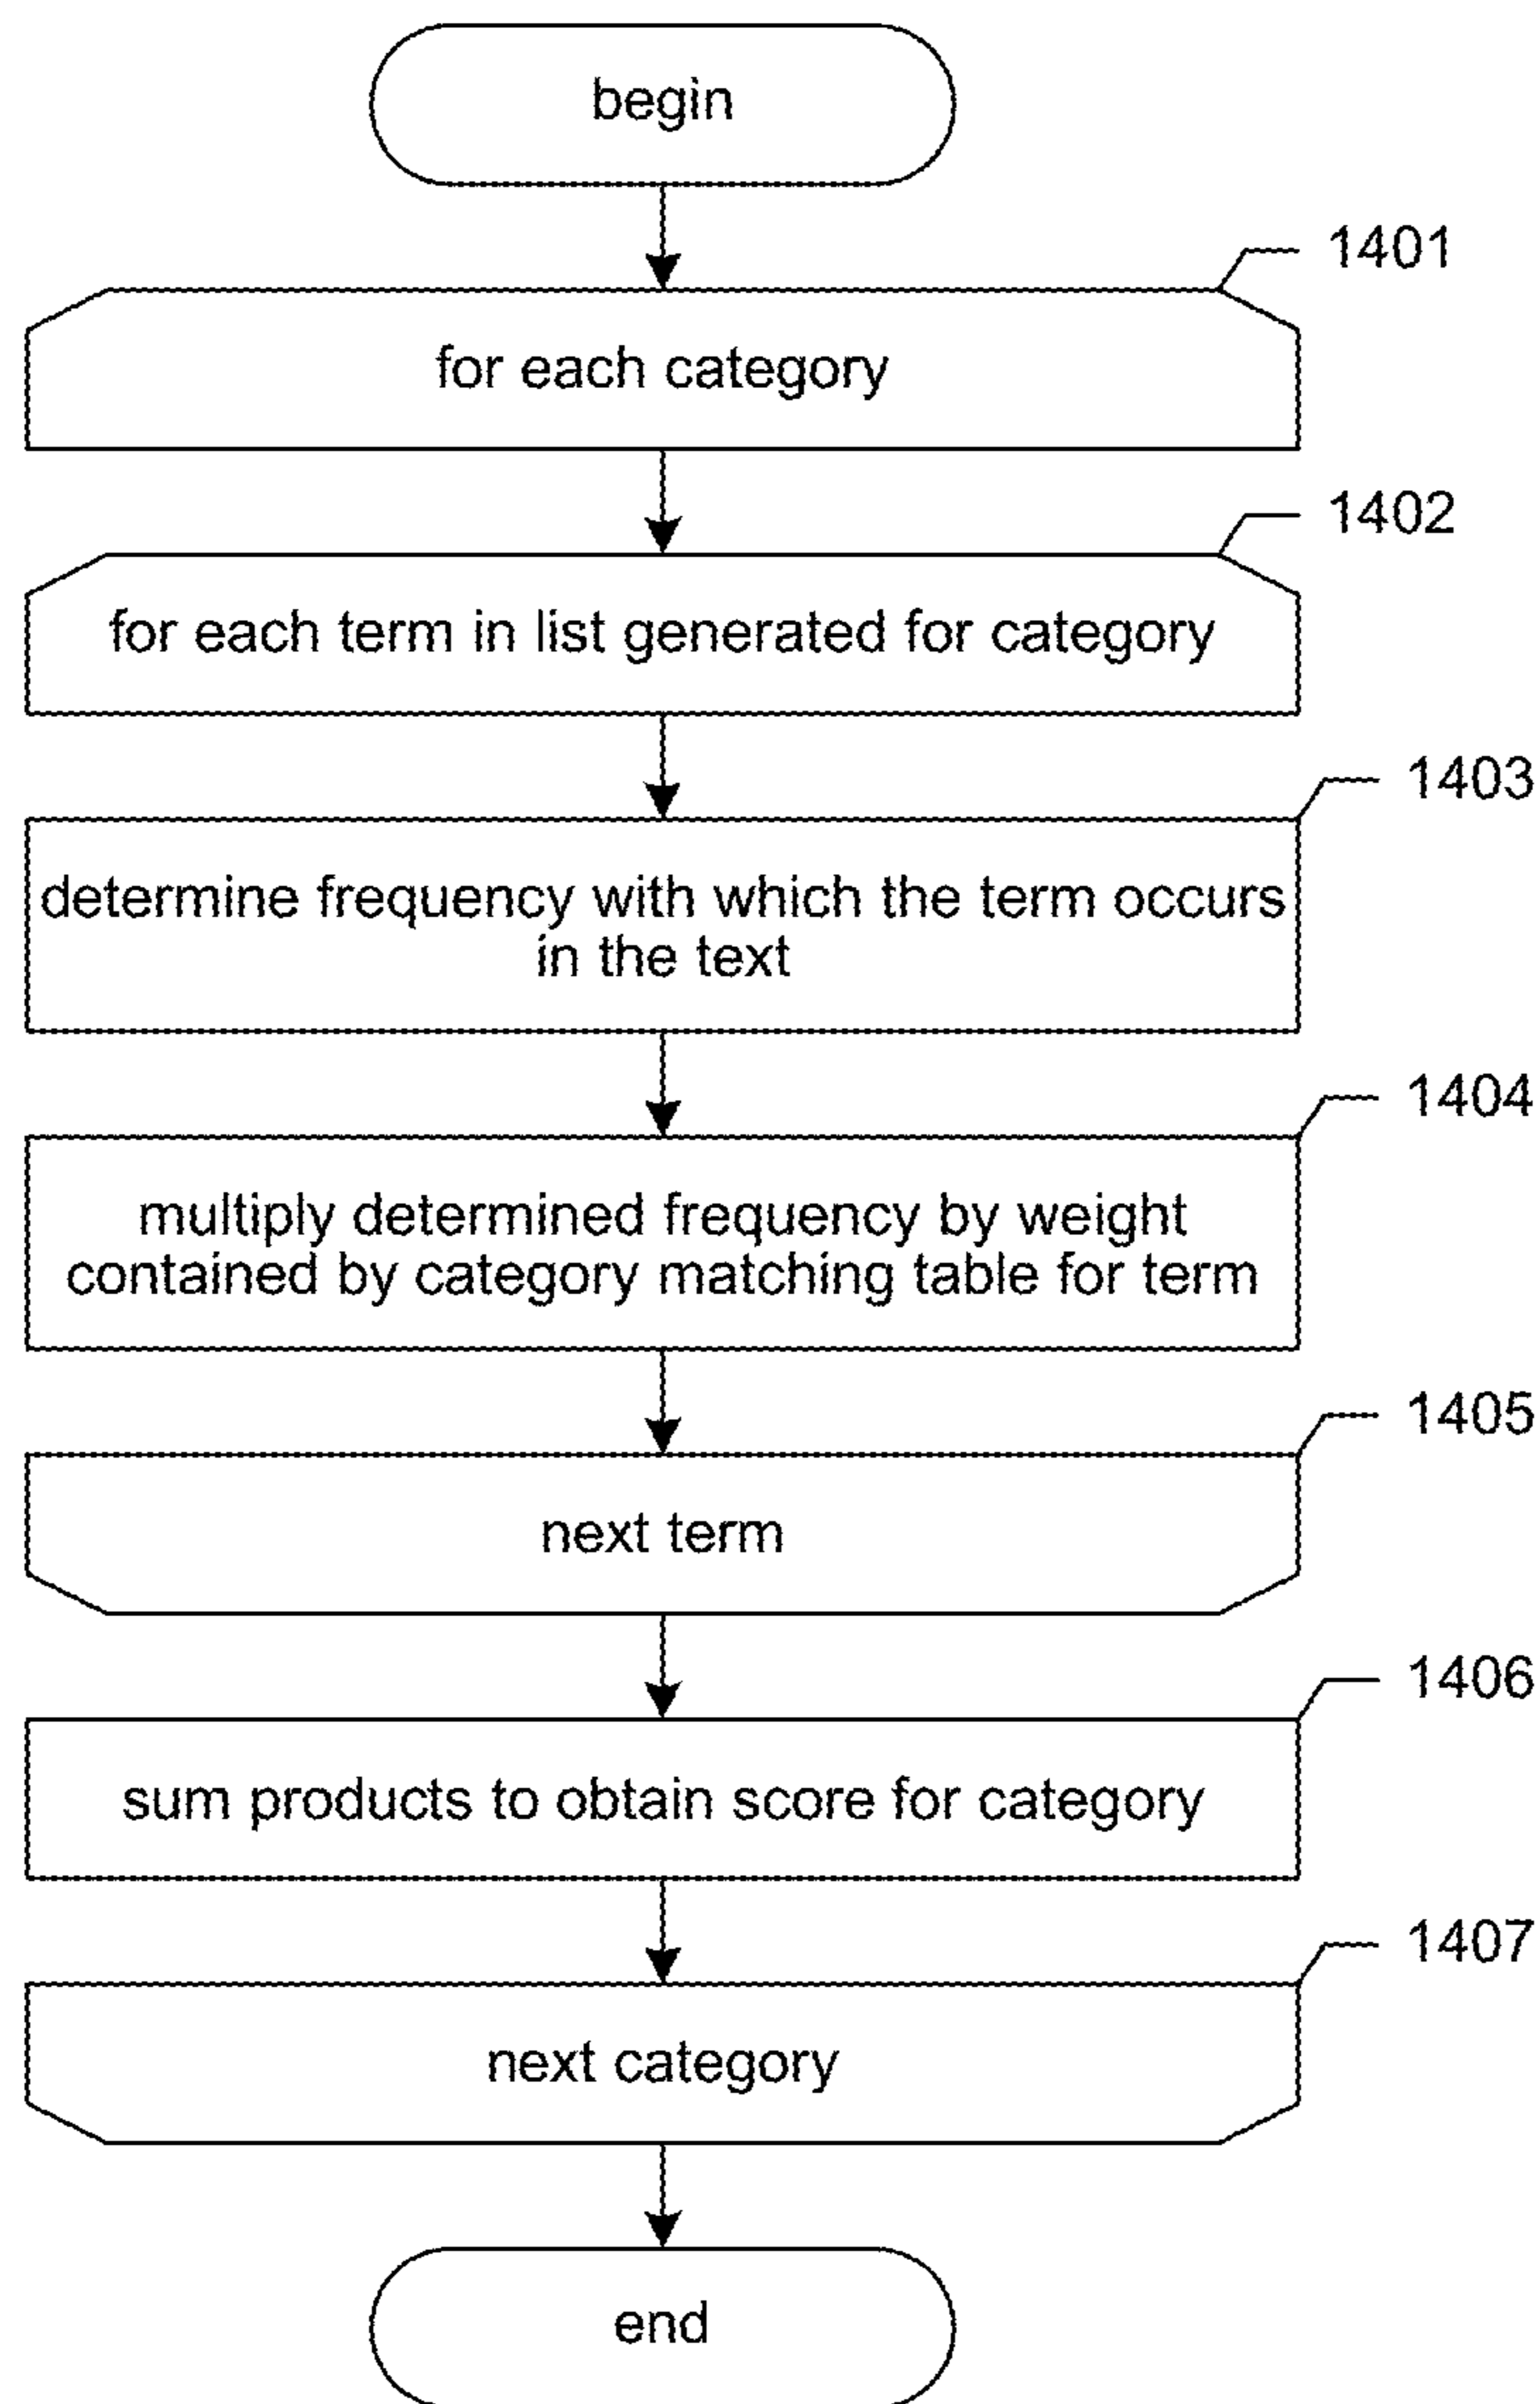 begin
1401
for each category
1402
for each term in list generated for category
1403
determine frequency with which the term occurs
in the text
1404
multiply determined frequency by weight
contained by category matching table for term
1405
next term
1406
sum products to obtain score for category
1407
next category
end